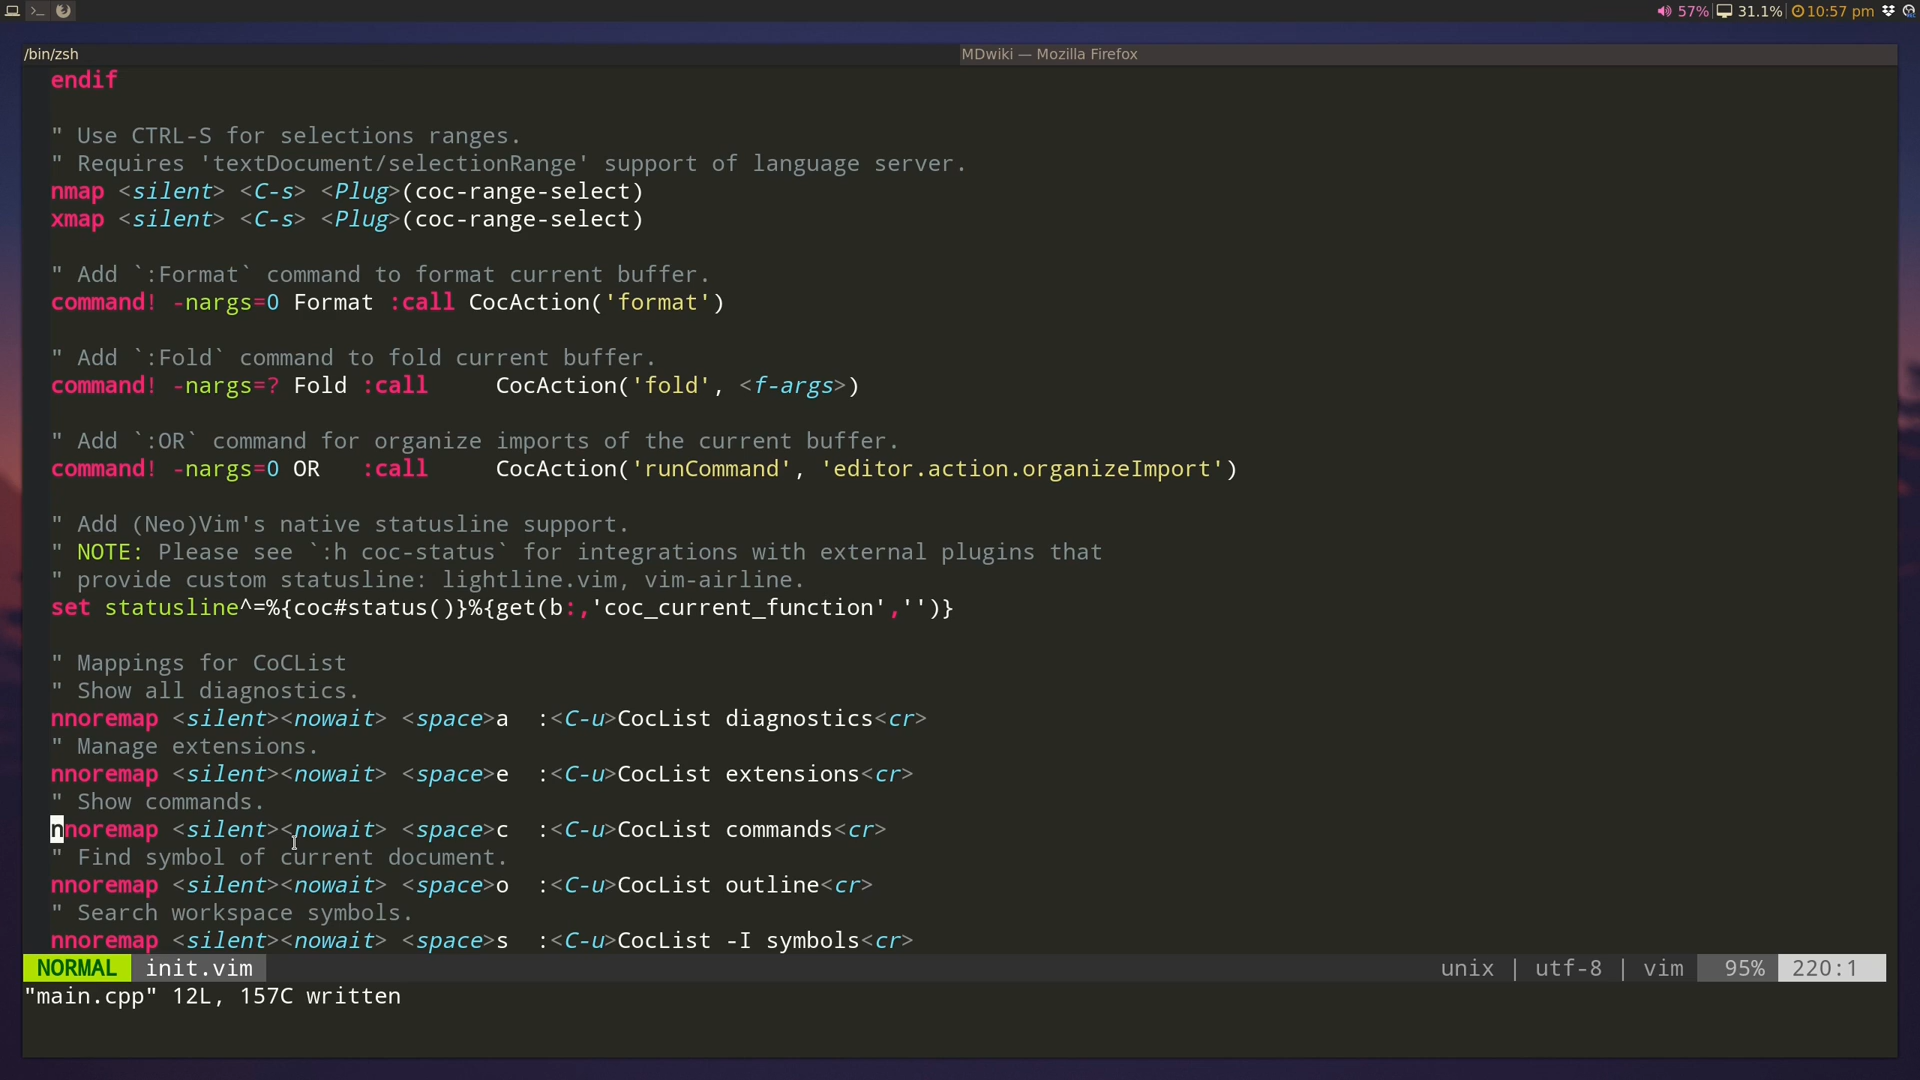 57% 31.1% 10:57 pm
/bin/zsh MDwiki — Mozilla Firefox
endif
" Use CTRL-S for selections ranges.
" Requires 'textDocument/selectionRange' support of language server.
nmap <silent> <C-s> <Plug>(coc-range-select)
xmap <silent> <C-s> <Plug>(coc-range-select)
" Add `:Format` command to format current buffer.
command! -nargs=0 Format :call CocAction('format')
" Add `:Fold` command to fold current buffer.
command! -nargs=? Fold :call     CocAction('fold', <f-args>)
" Add `:OR` command for organize imports of the current buffer.
command! -nargs=0 OR   :call     CocAction('runCommand', 'editor.action.organizeImport')
" Add (Neo)Vim's native statusline support.
" NOTE: Please see `:h coc-status` for integrations with external plugins that
" provide custom statusline: lightline.vim, vim-airline.
set statusline^=%{coc#status()}%{get(b:,'coc_current_function','')}
" Mappings for CoCList
" Show all diagnostics.
nnoremap <silent><nowait> <space>a  :<C-u>CocList diagnostics<cr>
" Manage extensions.
nnoremap <silent><nowait> <space>e  :<C-u>CocList extensions<cr>
" Show commands.
nnoremap <silent><nowait> <space>c  :<C-u>CocList commands<cr>
" Find symbol of current document.
nnoremap <silent><nowait> <space>o  :<C-u>CocList outline<cr>
" Search workspace symbols.
nnoremap <silent><nowait> <space>s  :<C-u>CocList -I symbols<cr>
NORMAL init.vim unix | utf-8 | vim 95% 220:1
"main.cpp" 12L, 157C written